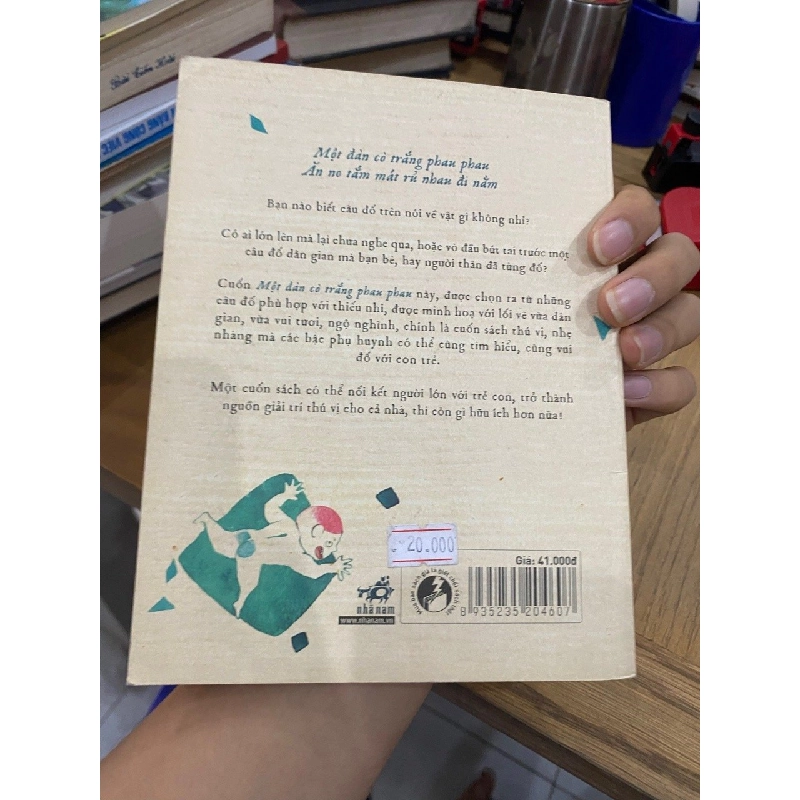 Một đàn cò trắng phau phau
Ăn no tắm mát rủ nhau đi nằm
Bạn nào biết câu đố trên nói về vật gì không nhỉ?
Có ai lớn lên mà lại chưa nghe qua, hoặc vò đầu bứt tai trước một
câu đố dân gian mà bạn bè, hay người thân đã từng đố?
Cuốn Một đàn cò trắng phau phau này, được chọn ra từ những
câu đố phù hợp với thiếu nhi, được minh hoạ với lối vẽ vừa dân
gian, vừa vui tươi, ngộ nghĩnh, chính là cuốn sách thú vị, nhẹ
nhàng mà các bậc phụ huynh có thể cùng tìm hiểu, cùng vui
đố với con trẻ.
Một cuốn sách có thể nối kết người lớn với trẻ con, trở thành
nguồn giải trí thú vị cho cả nhà, thì còn gì hữu ích hơn nữa!
20.000
Giá: 41.000đ
nhã nam
www.nhanam.vn
8 935235 204607